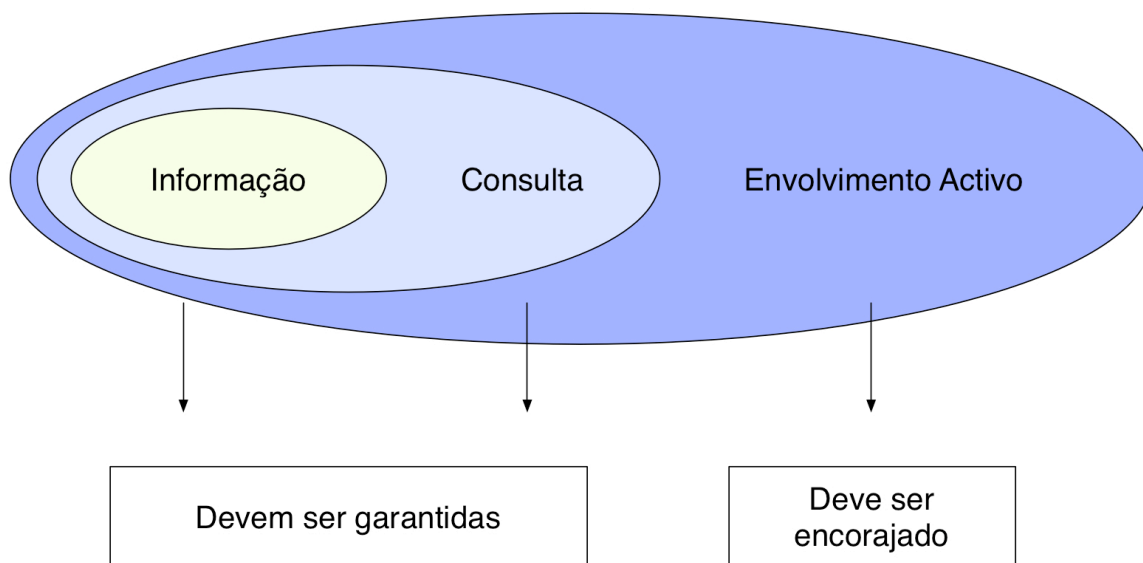 Informação
Consulta
Envolvimento Activo
Devem ser garantidas
Deve ser
encorajado